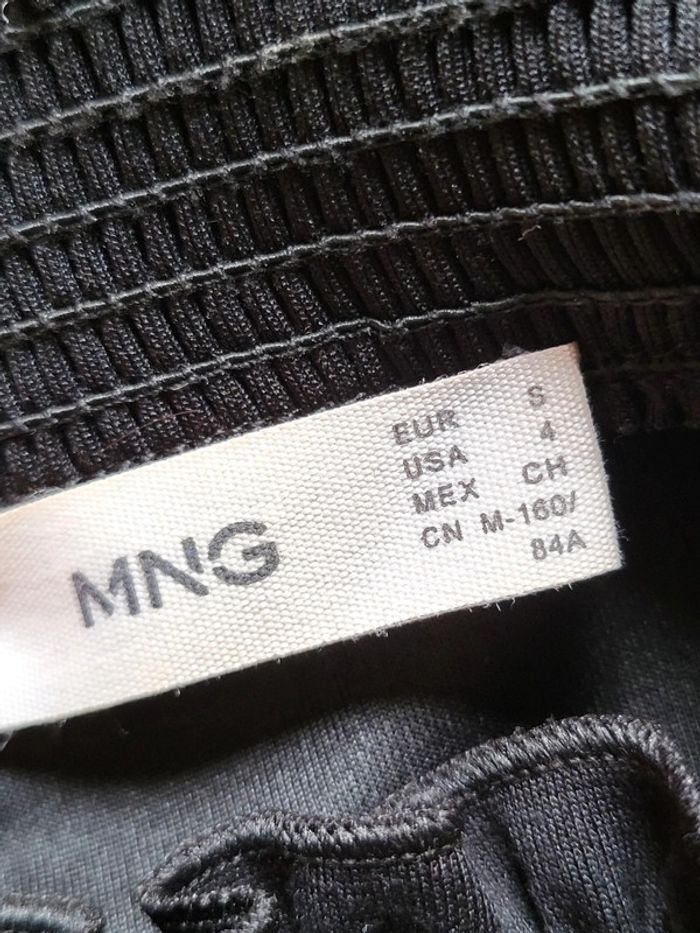 MNG
EUR S
USA 4
MEX CH
CN M-160/
84A